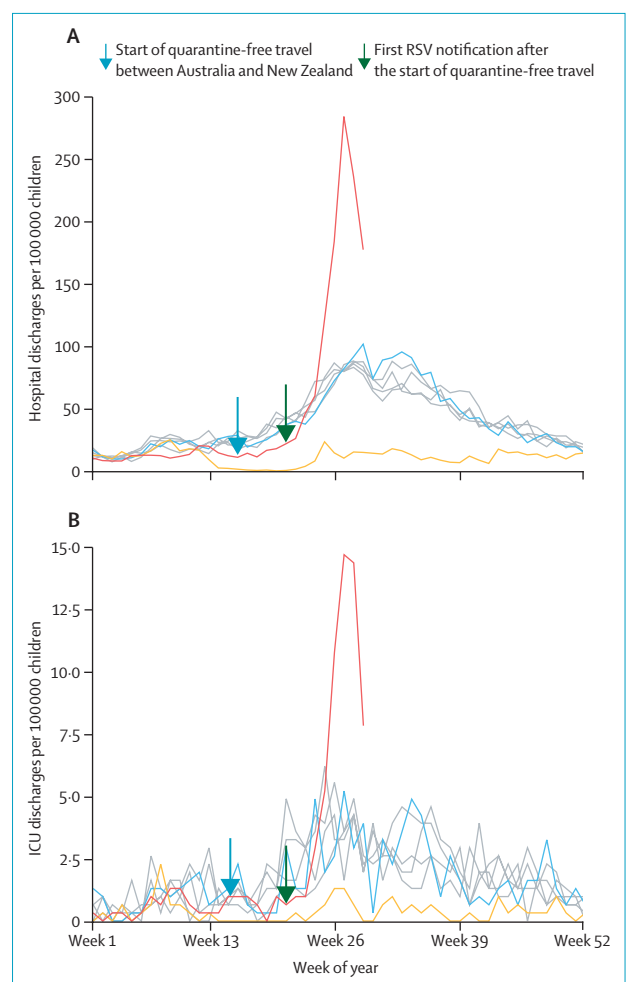 A
Start of quarantine-free travel
between Australia and New Zealand
First RSV notification after
the start of quarantine-free travel
300
250
200
150
100
50
0
Hospital discharges per 100 000 children
B
15·0
12·5
10·0
7·5
5·0
2·5
0
ICU discharges per 100 000 children
Week 1
Week 13
Week 26
Week 39
Week 52
Week of year